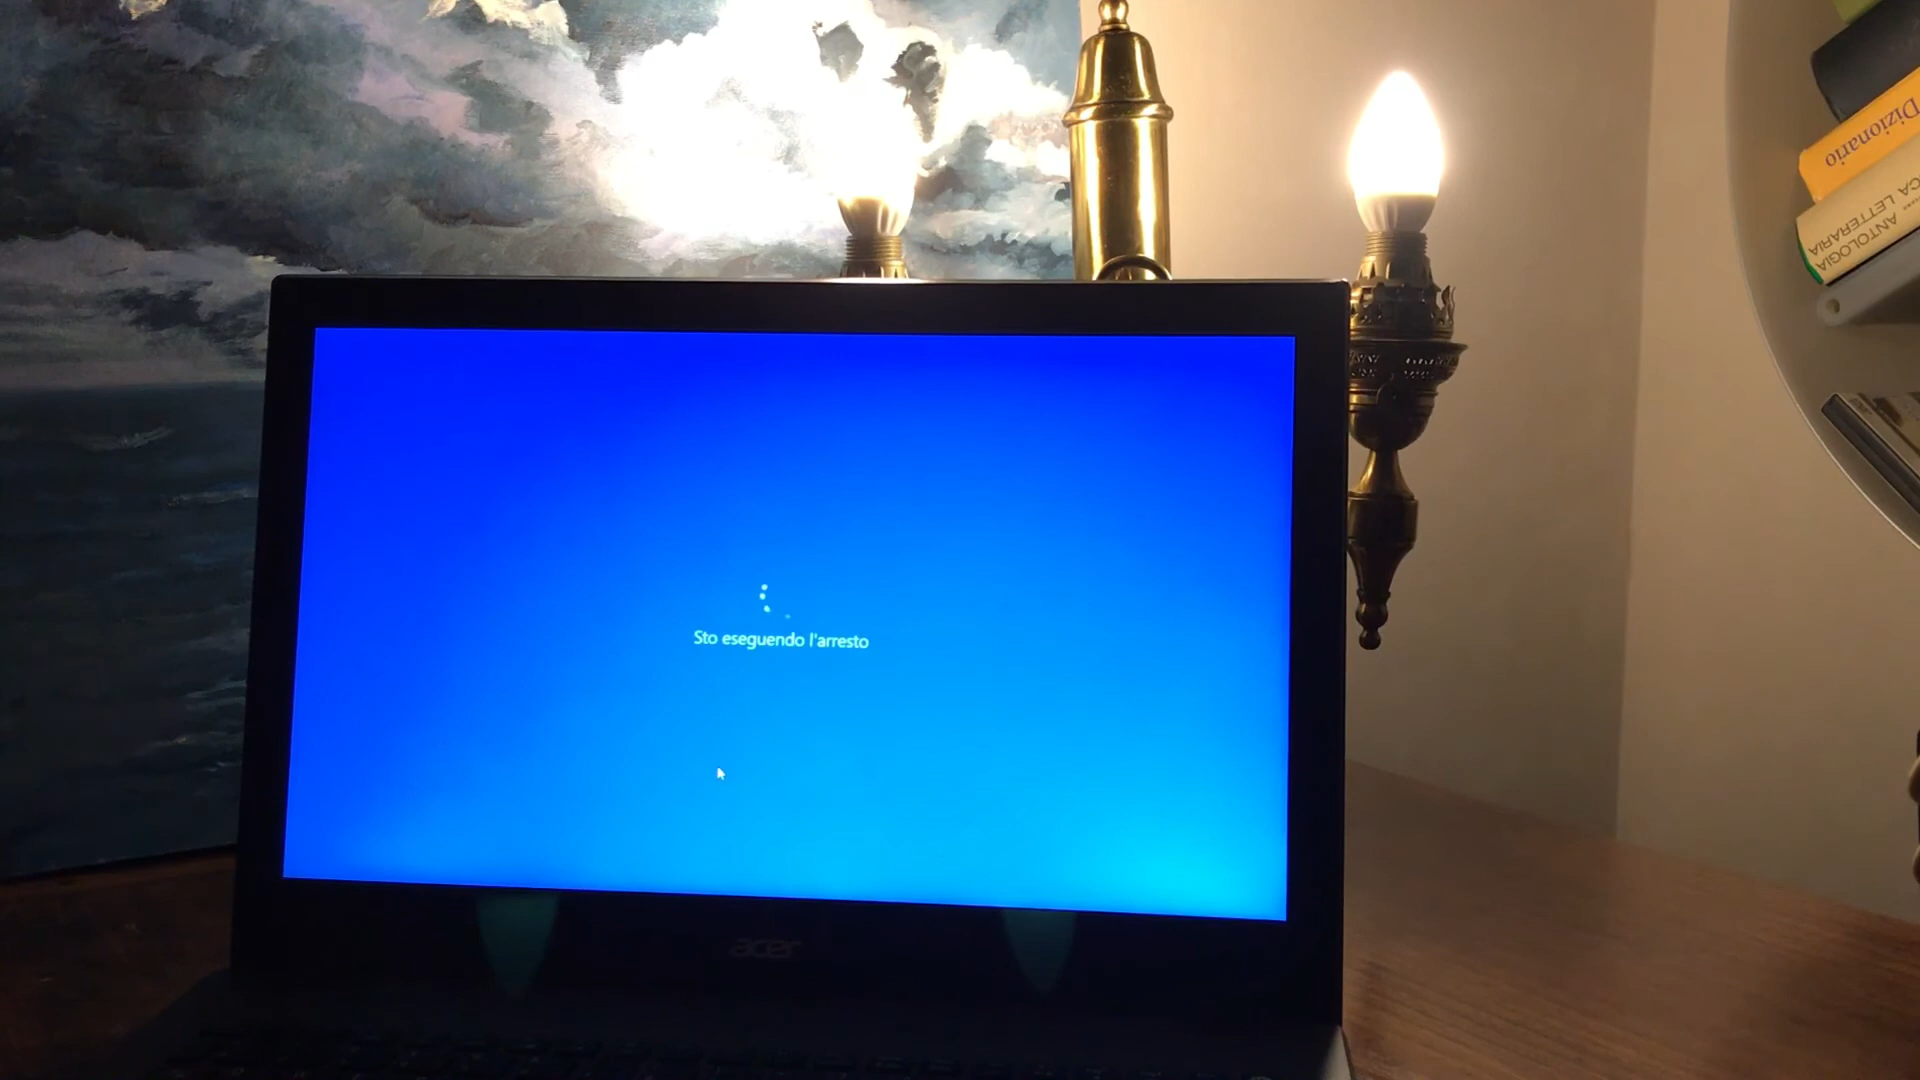 Dizionario
ANTOLOGIA
LETTERARIA
Sto eseguendo l'arresto
acer